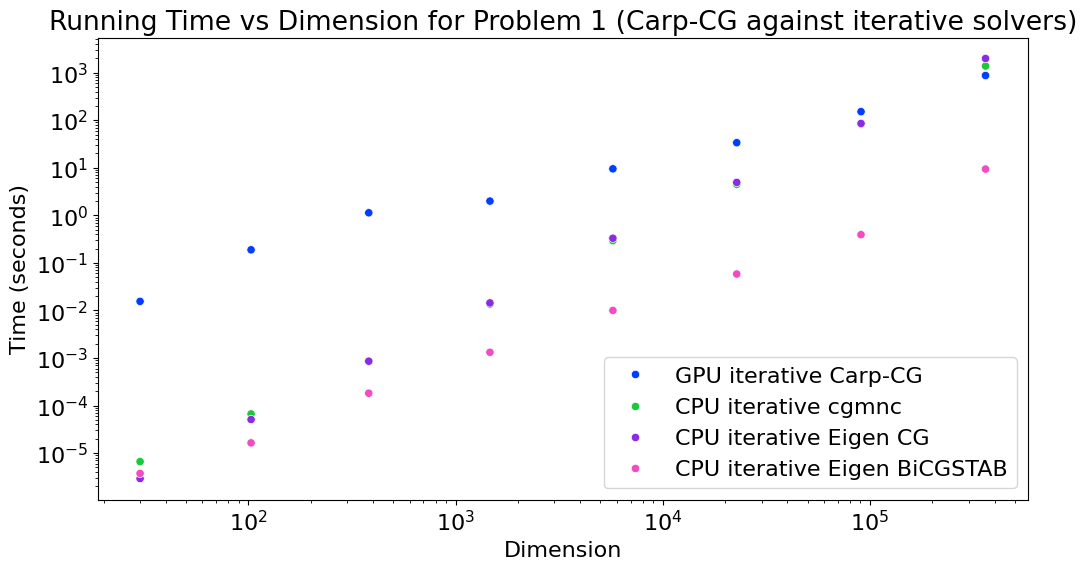 Running Time vs Dimension for Problem 1 (Carp-CG against iterative solvers)
Time (seconds)
10³
10²
10¹
10⁰
10⁻¹
10⁻²
10⁻³
10⁻⁴
10⁻⁵
GPU iterative Carp-CG
CPU iterative cgmnc
CPU iterative Eigen CG
CPU iterative Eigen BiCGSTAB
10² 10³ 10⁴ 10⁵
Dimension